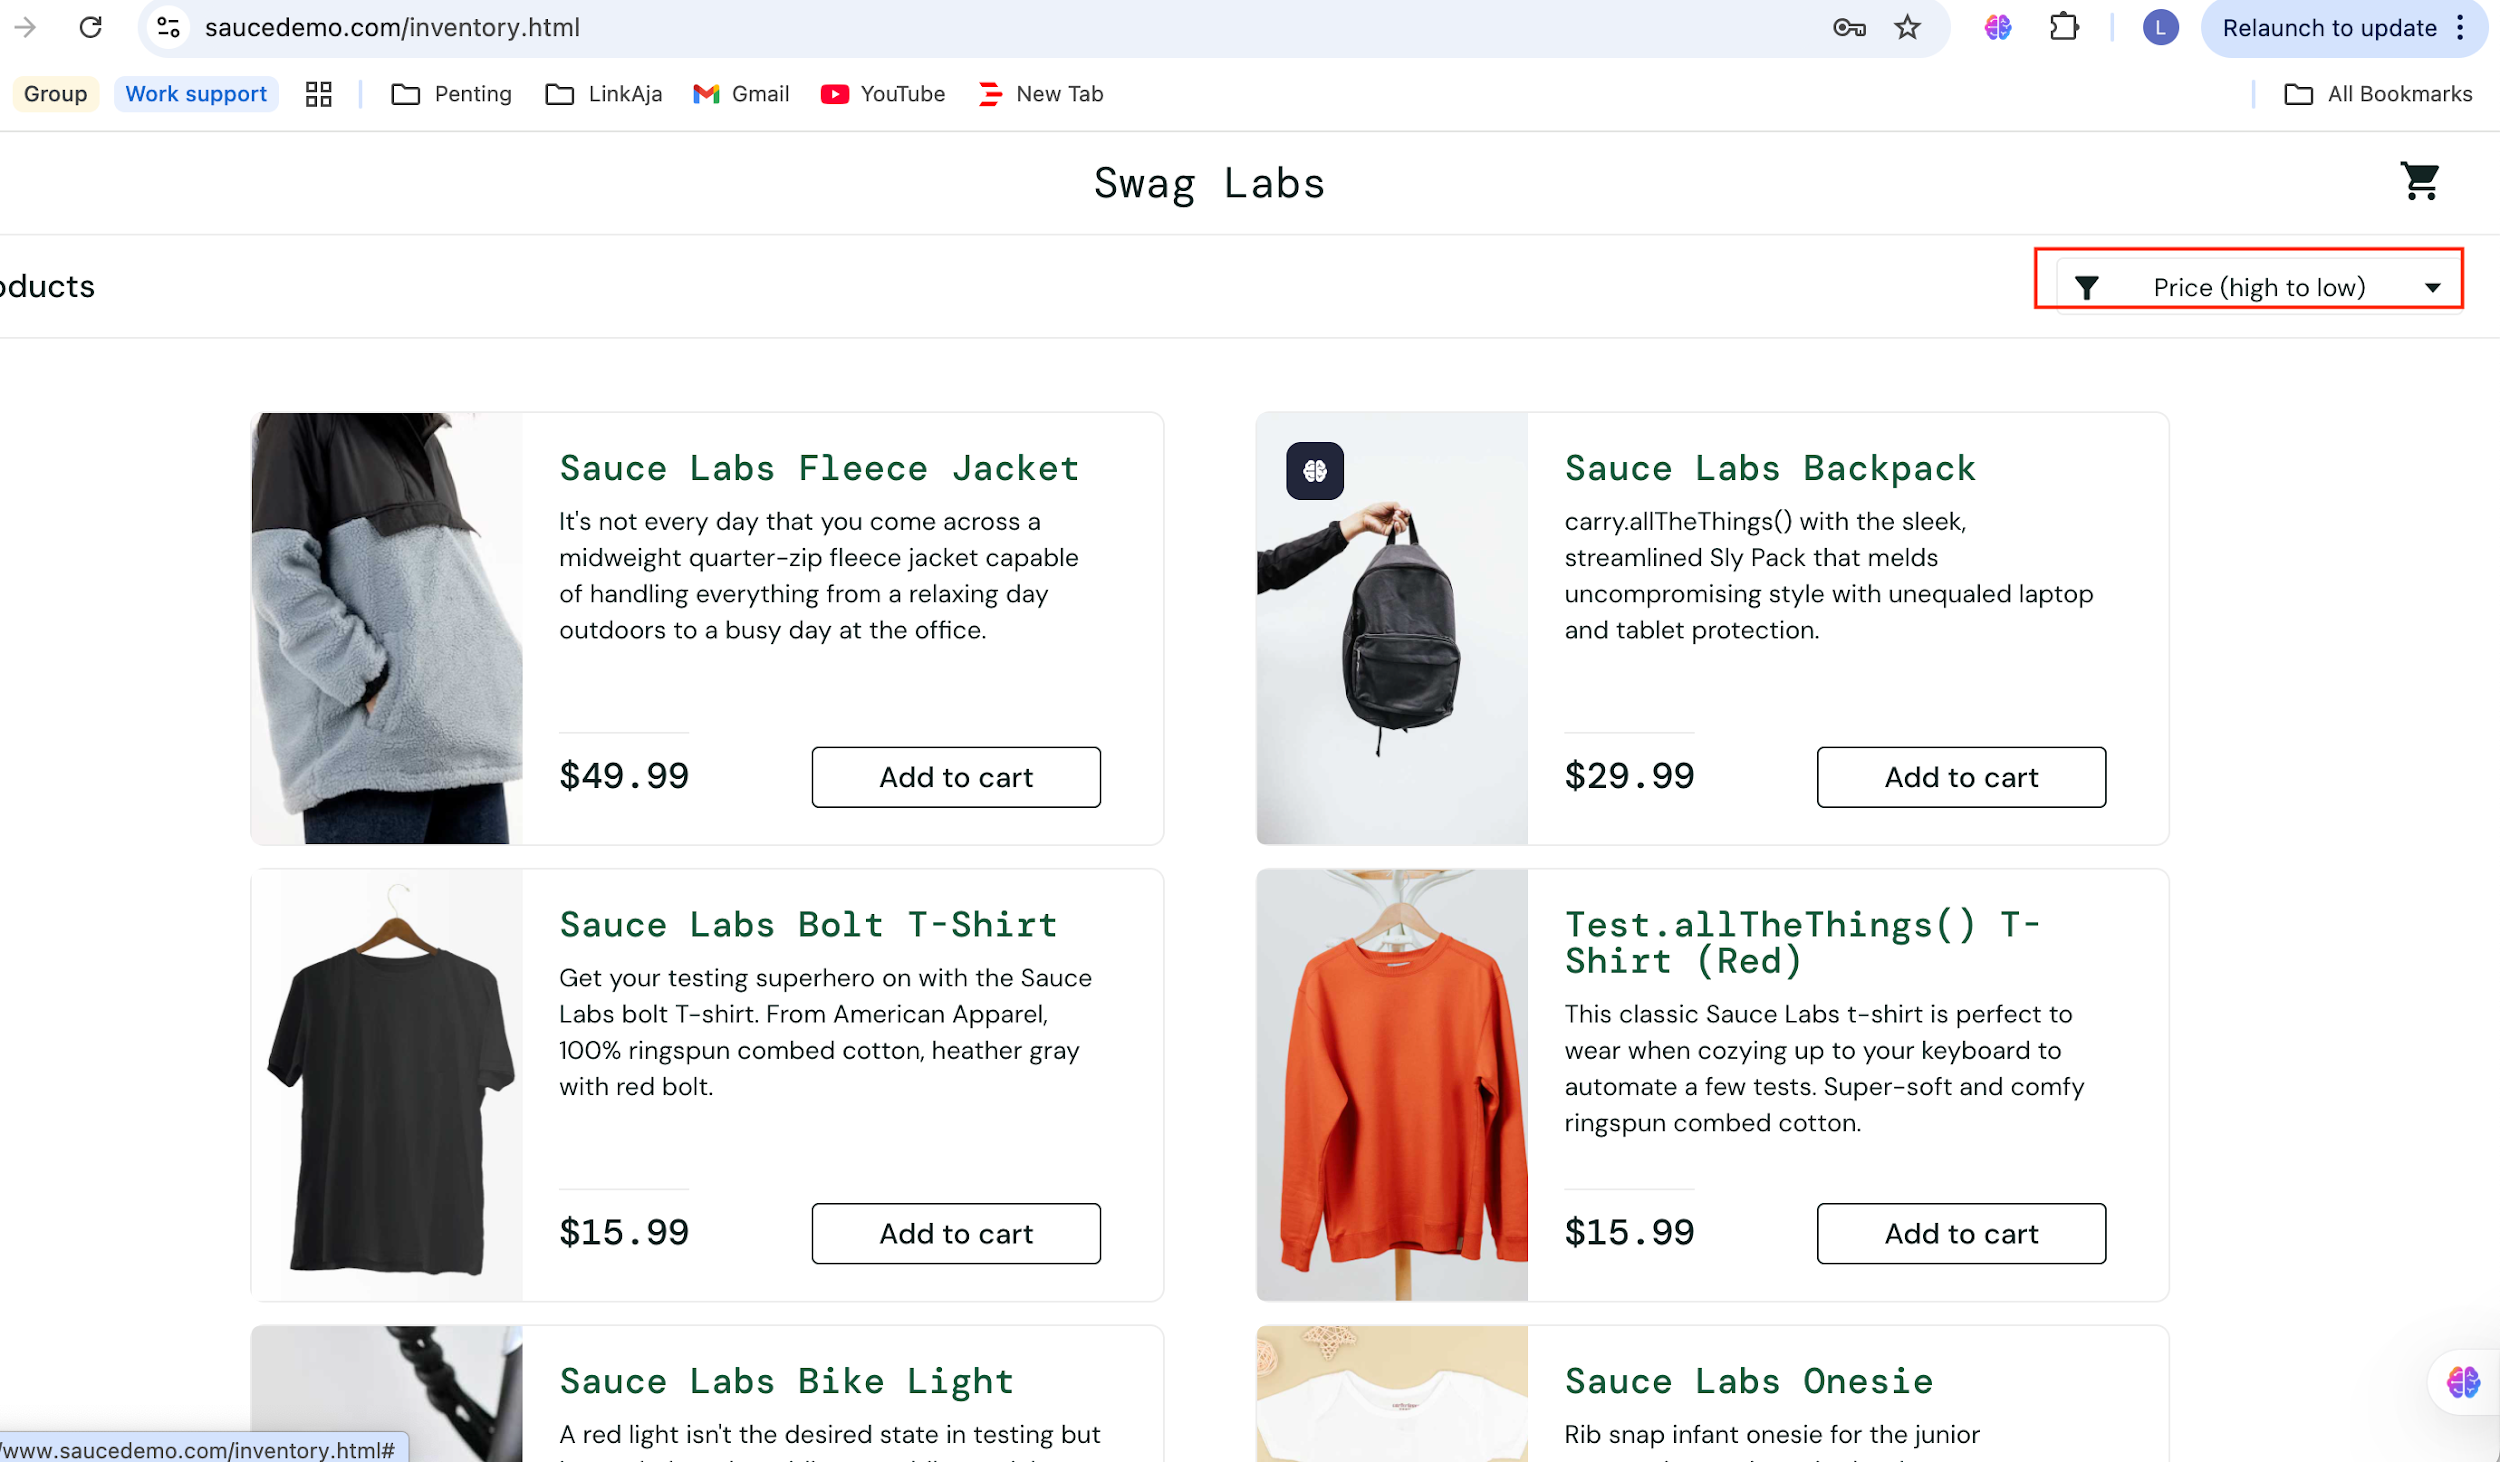 saucedemo.com/inventory.html
L
Relaunch to update
Group
Work support
Penting
LinkAja
Gmail
YouTube
New Tab
All Bookmarks
Swag Labs
oducts
Price (high to low)
Sauce Labs Fleece Jacket
It's not every day that you come across a
midweight quarter-zip fleece jacket capable
of handling everything from a relaxing day
outdoors to a busy day at the office.
$49.99
Add to cart
Sauce Labs Backpack
carry.allTheThings() with the sleek,
streamlined Sly Pack that melds
uncompromising style with unequaled laptop
and tablet protection.
$29.99
Add to cart
Sauce Labs Bolt T-Shirt
Get your testing superhero on with the Sauce
Labs bolt T-shirt. From American Apparel,
100% ringspun combed cotton, heather gray
with red bolt.
$15.99
Add to cart
Test.allTheThings() T-
Shirt (Red)
This classic Sauce Labs t-shirt is perfect to
wear when cozying up to your keyboard to
automate a few tests. Super-soft and comfy
ringspun combed cotton.
$15.99
Add to cart
Sauce Labs Bike Light
A red light isn't the desired state in testing but
Sauce Labs Onesie
Rib snap infant onesie for the junior
/www.saucedemo.com/inventory.html#